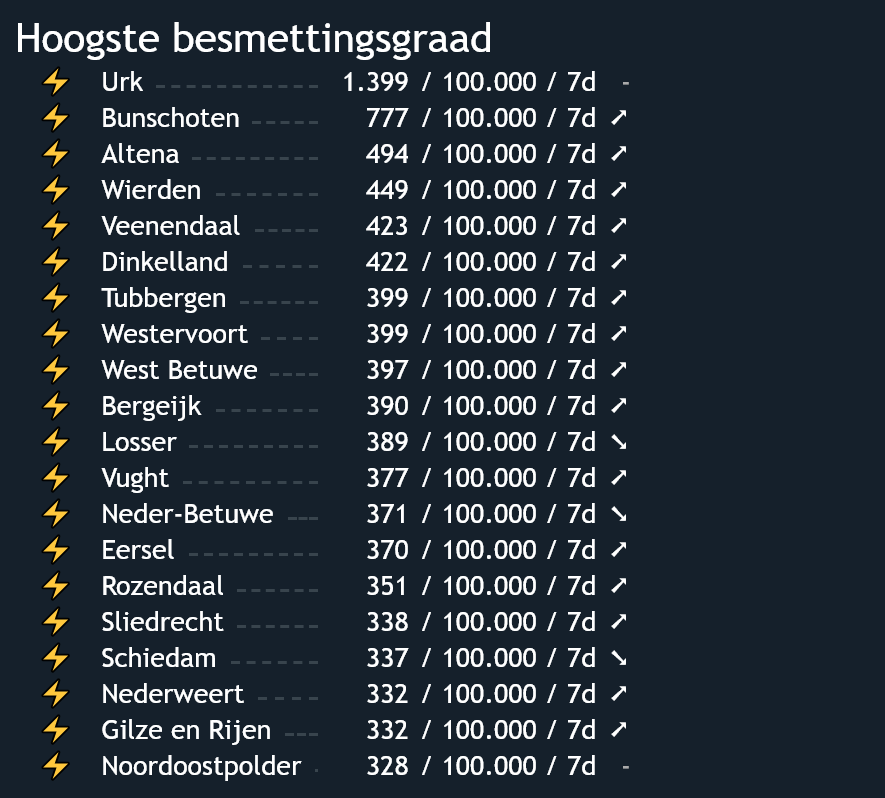 Hoogste besmettingsgraad
Urk ----------- 1.399 / 100.000 / 7d -
Bunschoten ----- 777 / 100.000 / 7d ↗
Altena --------- 494 / 100.000 / 7d ↗
Wierden ------- 449 / 100.000 / 7d ↗
Veenendaal ----- 423 / 100.000 / 7d ↗
Dinkelland ----- 422 / 100.000 / 7d ↗
Tubbergen ------ 399 / 100.000 / 7d ↗
Westervoort ---- 399 / 100.000 / 7d ↗
West Betuwe ---- 397 / 100.000 / 7d ↗
Bergeijk ------- 390 / 100.000 / 7d ↗
Losser --------- 389 / 100.000 / 7d ↘
Vught --------- 377 / 100.000 / 7d ↗
Neder-Betuwe --- 371 / 100.000 / 7d ↘
Eersel --------- 370 / 100.000 / 7d ↗
Rozendaal ------ 351 / 100.000 / 7d ↗
Sliedrecht ------ 338 / 100.000 / 7d ↗
Schiedam ------ 337 / 100.000 / 7d ↘
Nederweert ---- 332 / 100.000 / 7d ↗
Gilze en Rijen --- 332 / 100.000 / 7d ↗
Noordoostpolder - 328 / 100.000 / 7d -